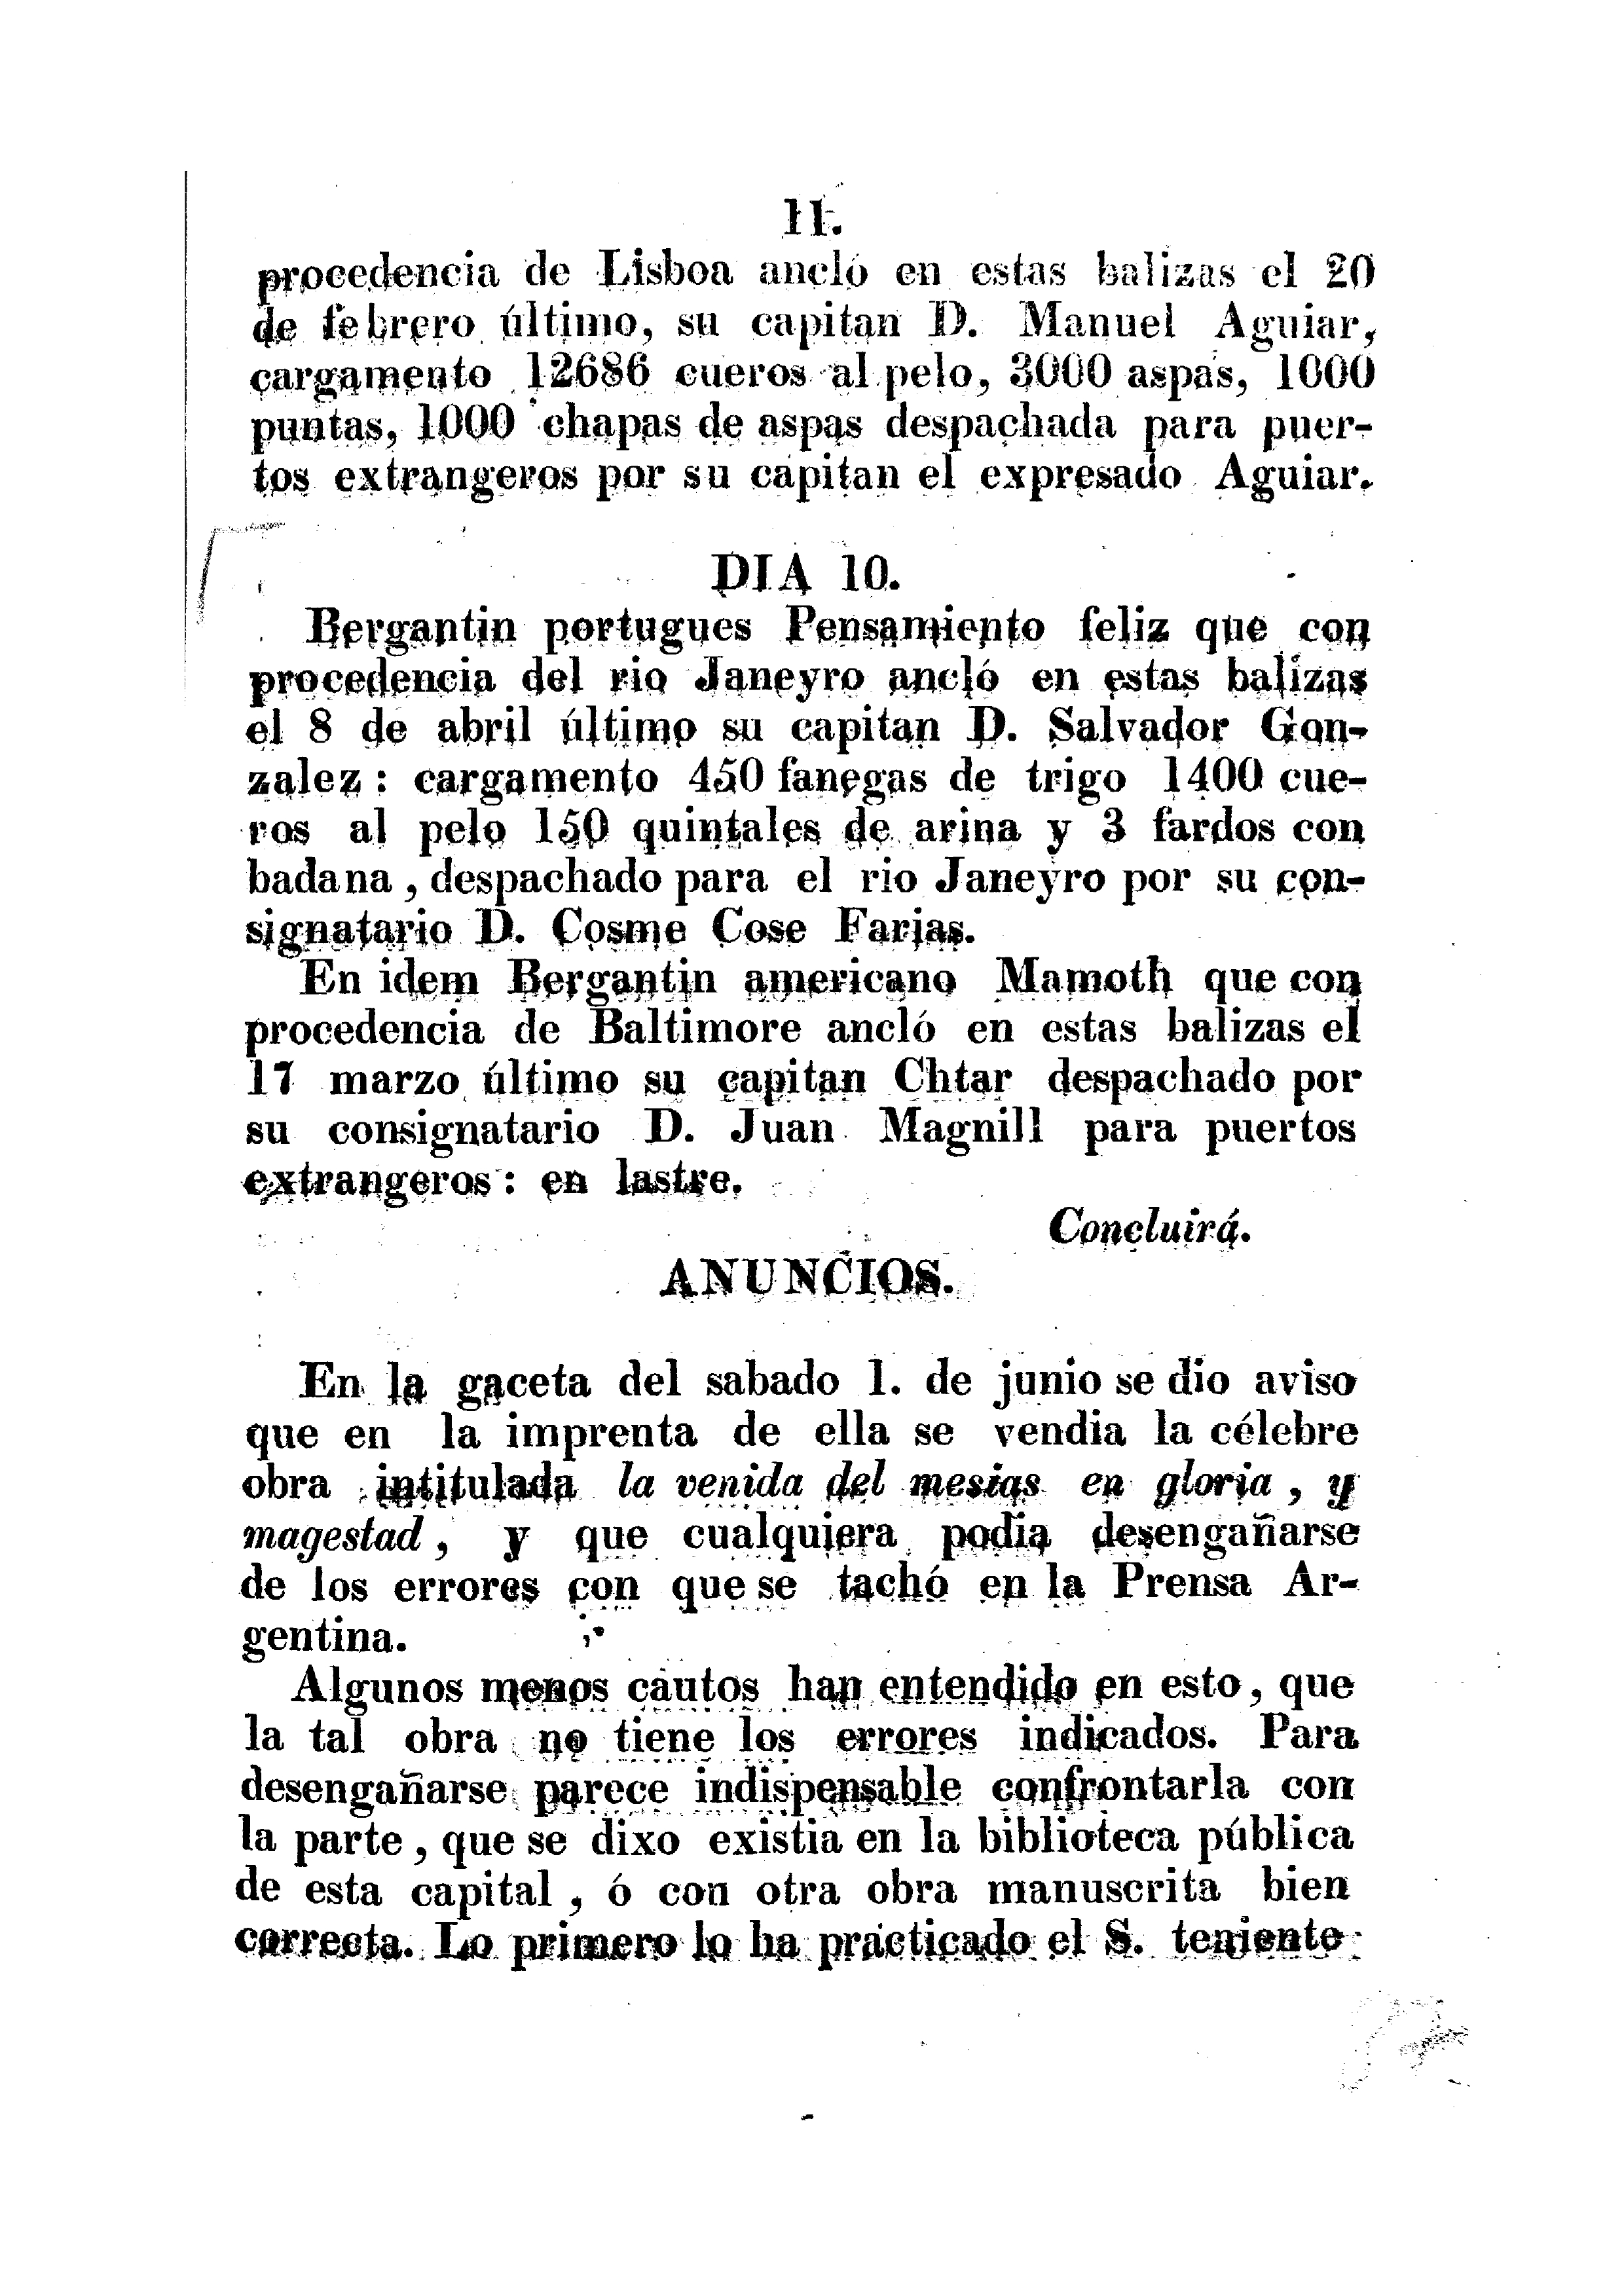 11.
procedencia de Lisboa ancló en estas balizas el 20
de febrero último, su capitan D. Manuel Aguiar,
cargamento 12686 cueros al pelo, 3000 aspas, 1000
puntas, 1000 chapas de aspas despachada para puer-
tos extrangeros por su capitan el expresado Aguiar.
DIA 10.
Bergantin portugues Pensamiento feliz que con
procedencia del rio Janeyro ancló en estas balizas
el 8 de abril último su capitan D. Salvador Gon-
zalez: cargamento 450 fanegas de trigo 1400 cue-
ros al pelo 150 quintales de arina y 3 fardos con
badana, despachado para el rio Janeyro por su con-
signatario D. Cosme Cose Farias.
En idem Bergantin americano Mamoth que con
procedencia de Baltimore ancló en estas balizas el
17 marzo último su capitan Chtar despachado por
su consignatario D. Juan Magnill para puertos
extrangeros: en lastre.
Concluirá.
ANUNCIOS.
En la gaceta del sabado 1. de junio se dio aviso
que en la imprenta de ella se vendia la célebre
obra intitulada la venida del mesias en gloria, y
magestad, y que cualquiera podia desengañarse
de los errores con que se tachó en la Prensa Ar-
gentina.
Algunos menos cautos han entendido en esto, que
la tal obra no tiene los errores indicados. Para
desengañarse parece indispensable confrontarla con
la parte, que se dixo existia en la biblioteca pública
de esta capital, ó con otra obra manuscrita bien
correcta. Lo primero lo ha practicado el S. teniente